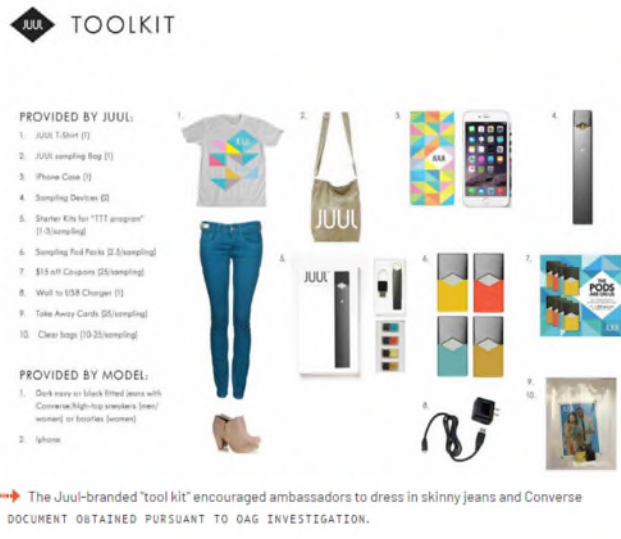 JUUL TOOLKIT
PROVIDED BY JUUL:
1. JUUL T-Shirt (1)
2. JUUL sampling Bag (1)
3. iPhone Case (1)
4. Sampling Devices (2)
5. Starter Kits for "TTT program"
(1-3/sampling)
6. Sampling Pod Packs (2.5/sampling)
7. $15 off Coupons (25/sampling)
8. Wall to USB Charger (1)
9. Take Away Cards (25/sampling)
10. Clear bags (10-25/sampling)
PROVIDED BY MODEL:
1. Dark navy or black fitted jeans with
Converse/high-top sneakers (men/
women) or booties (women)
2. Iphone
1.
2.
JUUL
3.
JUUL
4.
5.
JUUL
6.
7.
THE
PODS
ARE ON US
JUUL
8.
9.
10.
The Juul-branded "tool kit" encouraged ambassadors to dress in skinny jeans and Converse
DOCUMENT OBTAINED PURSUANT TO OAG INVESTIGATION.